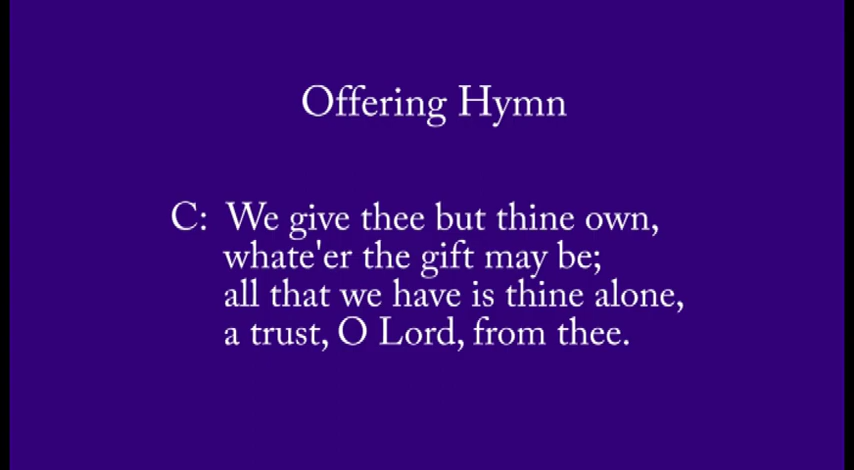 Offering Hymn
C: We give thee but thine own,
whate'er the gift may be;
all that we have is thine alone,
a trust, O Lord, from thee.